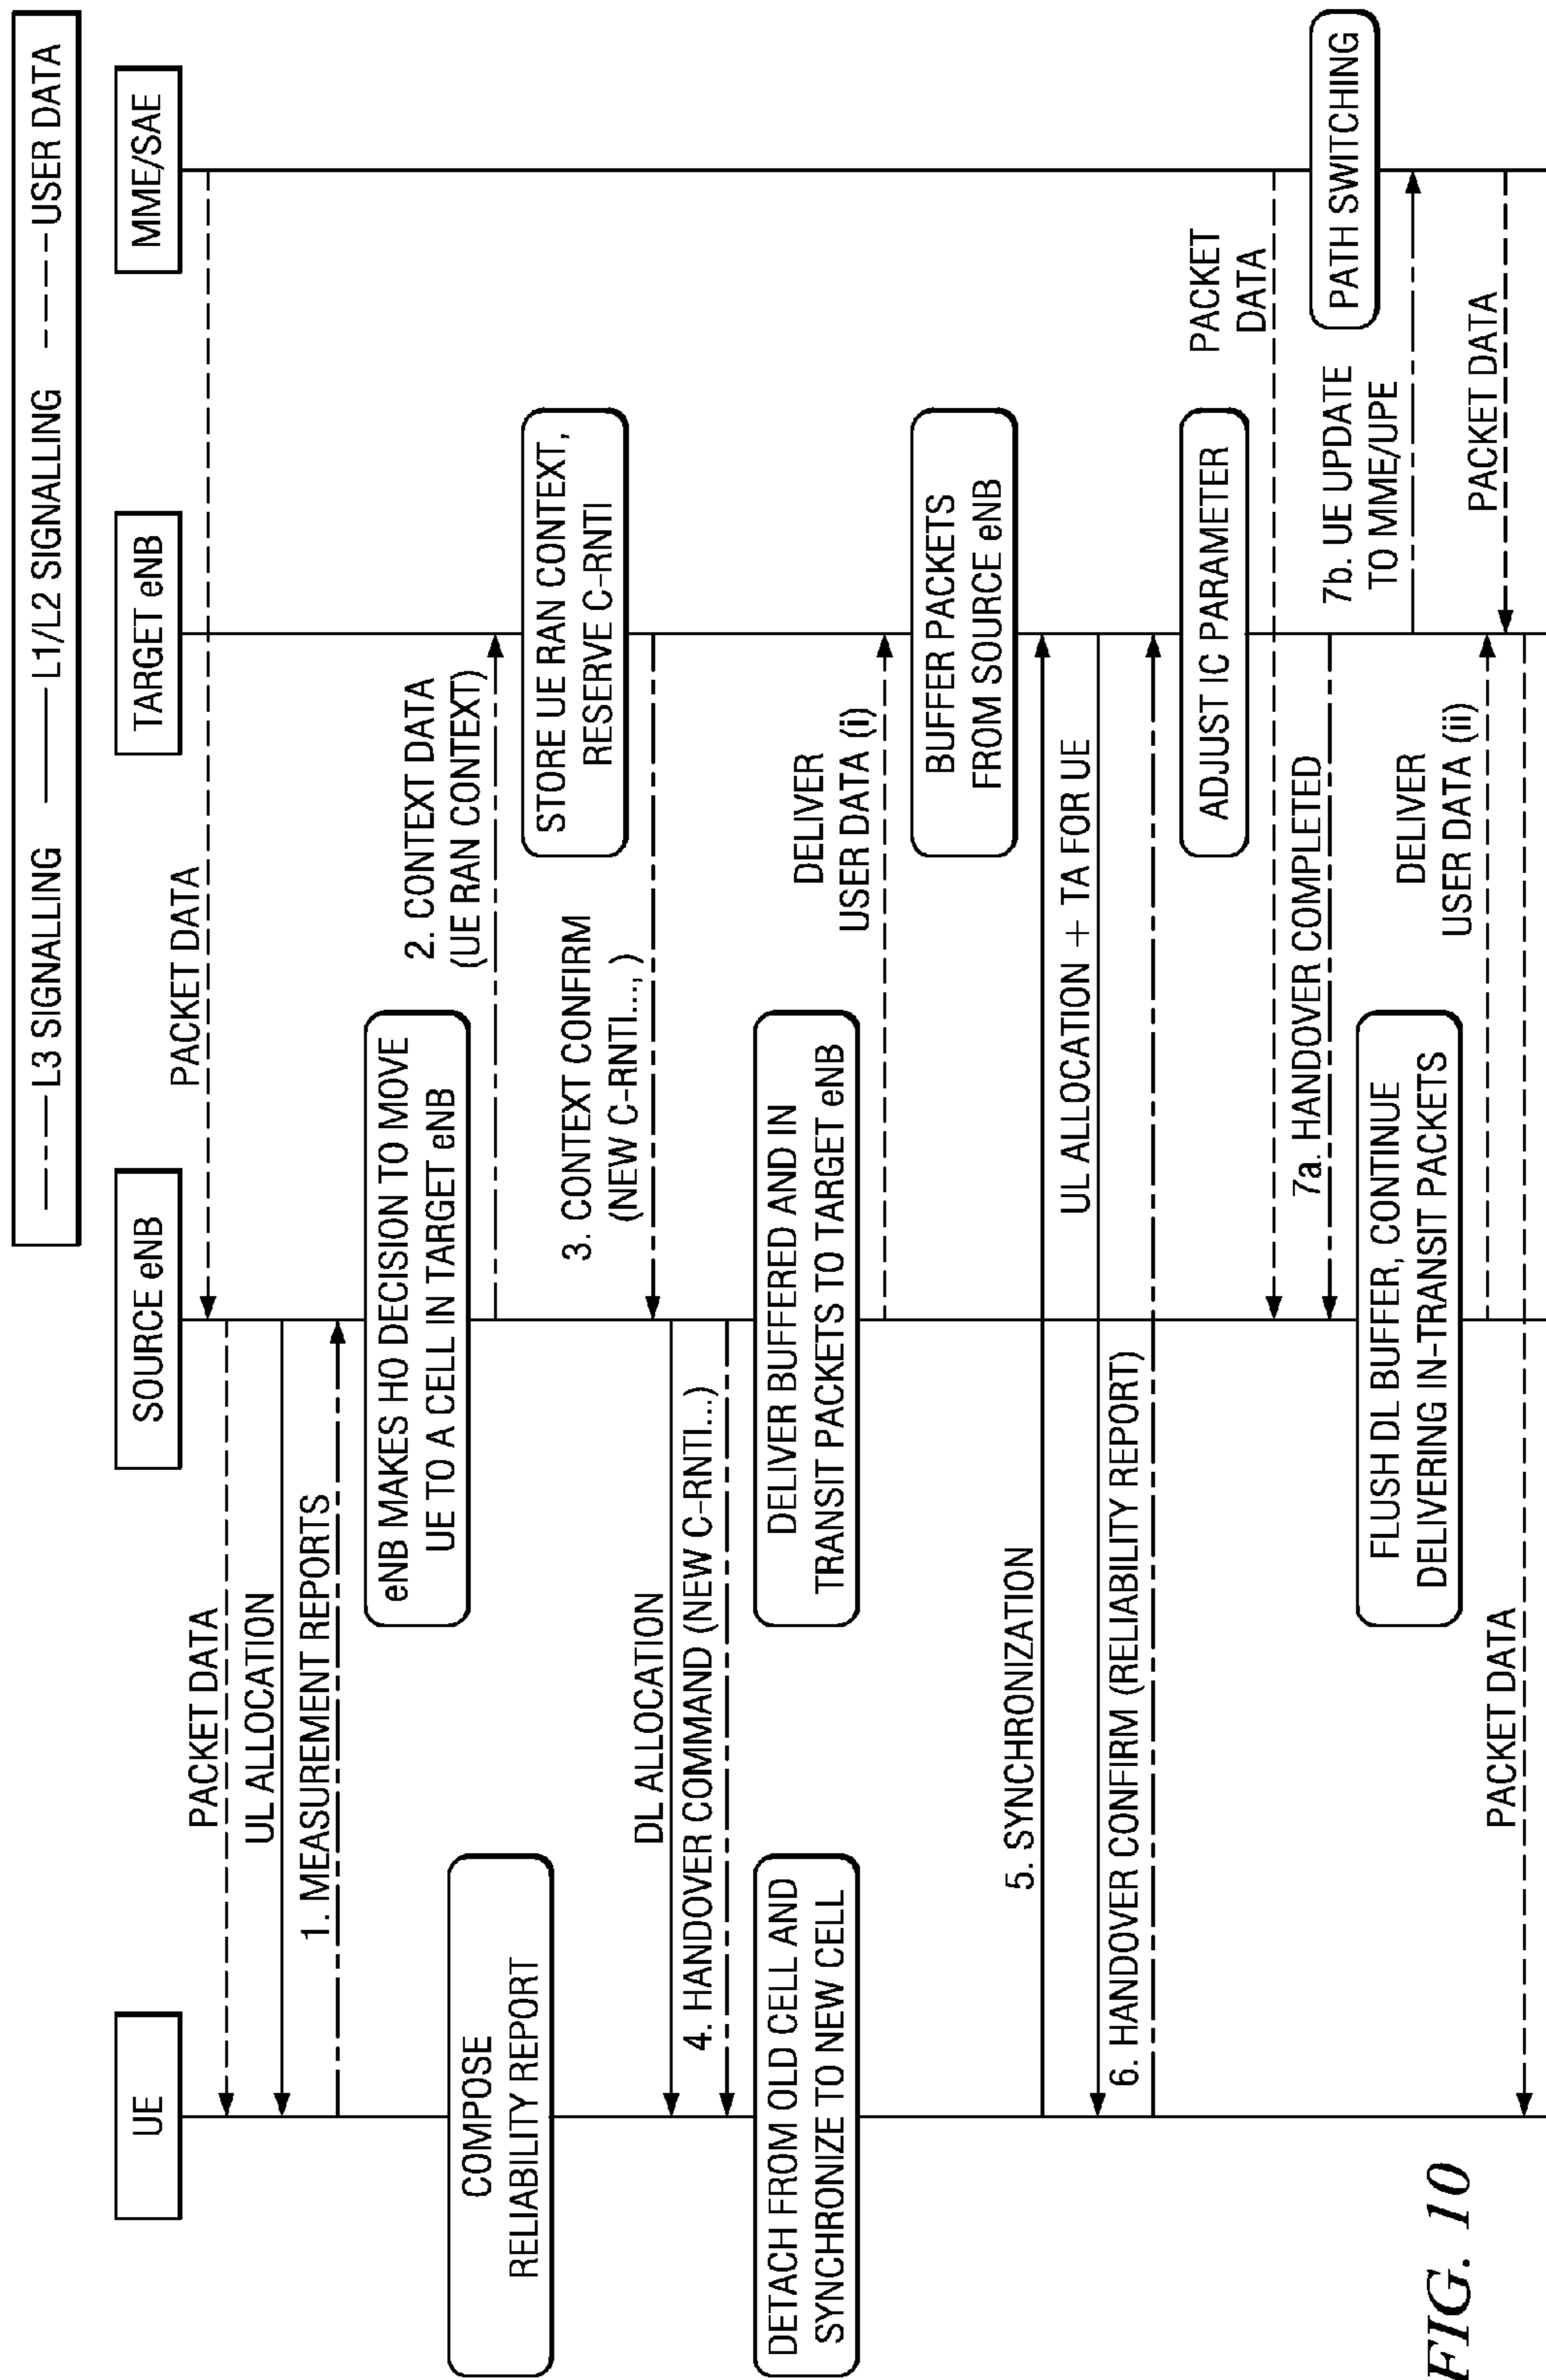 ----- L3 SIGNALLING ——— L1/L2 SIGNALLING ----- USER DATA
UE
SOURCE eNB
TARGET eNB
MME/SAE
PACKET DATA
PACKET DATA
UL ALLOCATION
1. MEASUREMENT REPORTS
eNB MAKES HO DECISION TO MOVE
UE TO A CELL IN TARGET eNB
COMPOSE
RELIABILITY REPORT
2. CONTEXT DATA
(UE RAN CONTEXT)
STORE UE RAN CONTEXT,
RESERVE C-RNTI
3. CONTEXT CONFIRM
(NEW C-RNTI...,)
DL ALLOCATION
4. HANDOVER COMMAND (NEW C-RNTI...)
DETACH FROM OLD CELL AND
SYNCHRONIZE TO NEW CELL
DELIVER BUFFERED AND IN
TRANSIT PACKETS TO TARGET eNB
DELIVER
USER DATA (i)
BUFFER PACKETS
FROM SOURCE eNB
5. SYNCHRONIZATION
UL ALLOCATION + TA FOR UE
6. HANDOVER CONFIRM (RELIABILITY REPORT)
ADJUST IC PARAMETER
PACKET
DATA
7a. HANDOVER COMPLETED
PATH SWITCHING
7b. UE UPDATE
TO MME/UPE
FLUSH DL BUFFER, CONTINUE
DELIVERING IN-TRANSIT PACKETS
DELIVER
USER DATA (ii)
PACKET DATA
PACKET DATA
FIG. 10